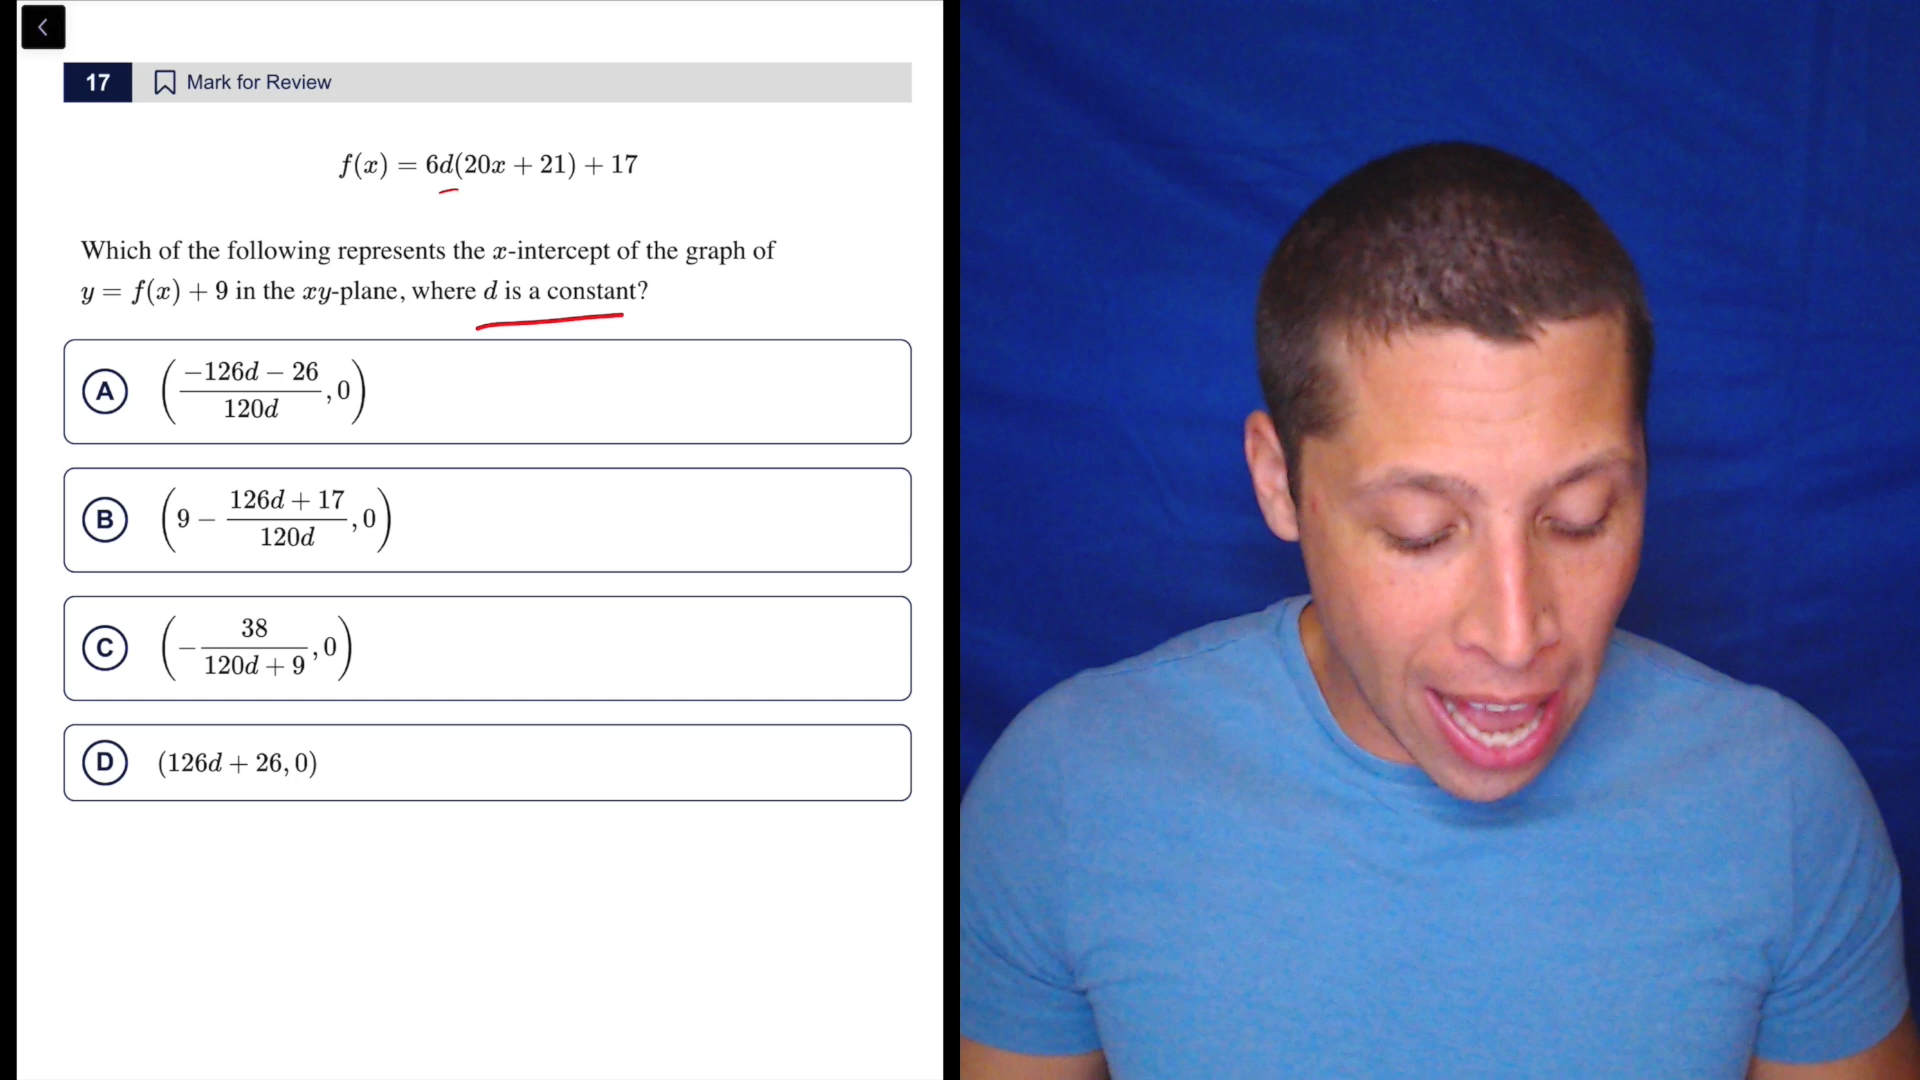 17 Mark for Review
f(x) = 6d(20x + 21) + 17
Which of the following represents the x-intercept of the graph of
y = f(x) + 9 in the xy-plane, where d is a constant?
A (−126d − 26 / 120d, 0)
B (9 − 126d + 17 / 120d, 0)
C (− 38 / 120d + 9, 0)
D (126d + 26, 0)